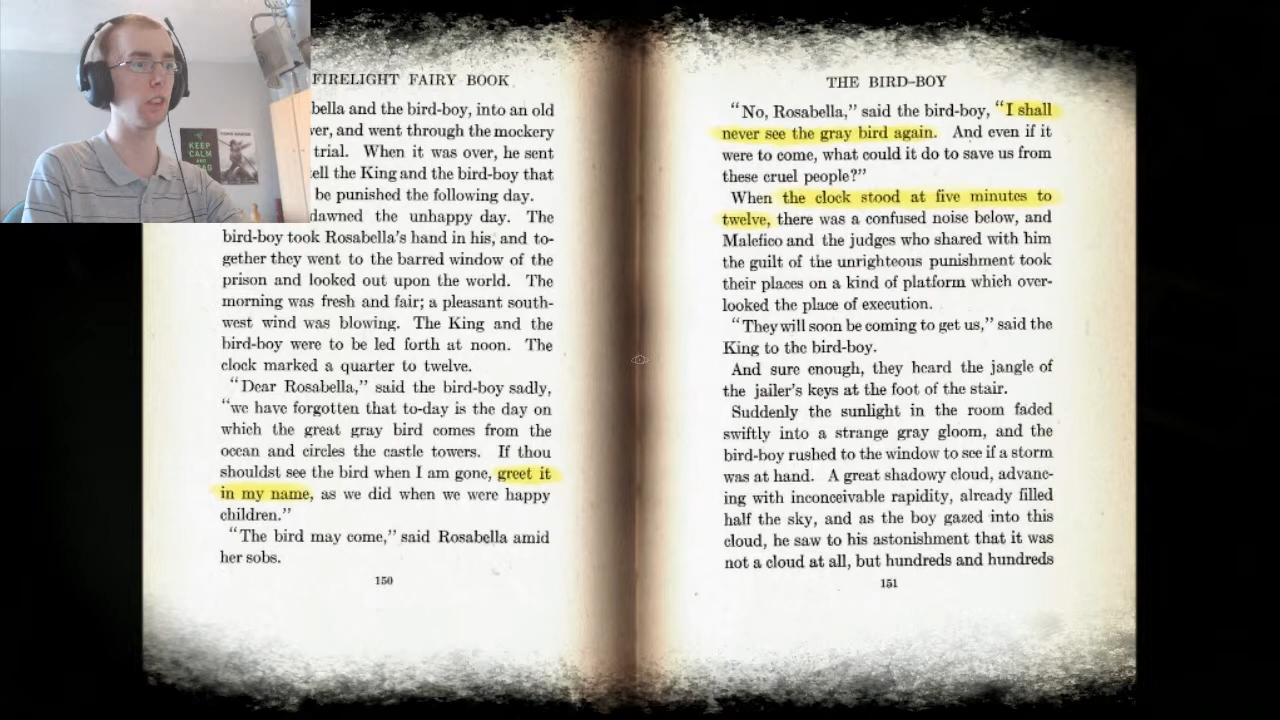 FIRELIGHT FAIRY BOOK
bella and the bird-boy, into an old
and went through the mockery
trial. When it was over, he sent
the King and the bird-boy that
be punished the following day.
dawned the unhappy day. The
bird-boy took Rosabella's hand in his, and to-
gether they went to the barred window of the
prison and looked out upon the world. The
morning was fresh and fair; a pleasant south-
west wind was blowing. The King and the
bird-boy were to be led forth at noon. The
clock marked a quarter to twelve.
"Dear Rosabella," said the bird-boy sadly,
"we have forgotten that to-day is the day on
which the great gray bird comes from the
ocean and circles the castle towers. If thou
shouldst see the bird when I am gone, greet it
in my name, as we did when we were happy
children."
"The bird may come," said Rosabella amid
her sobs.
150
THE BIRD-BOY
"No, Rosabella," said the bird-boy, "I shall
never see the gray bird again. And even if it
were to come, what could it do to save us from
these cruel people?"
When the clock stood at five minutes to
twelve, there was a confused noise below, and
Malefico and the judges who shared with him
the guilt of the unrighteous punishment took
their places on a kind of platform which over-
looked the place of execution.
"They will soon be coming to get us," said the
King to the bird-boy.
And sure enough, they heard the jangle of
the jailer's keys at the foot of the stair.
Suddenly the sunlight in the room faded
swiftly into a strange gray gloom, and the
bird-boy rushed to the window to see if a storm
was at hand. A great shadowy cloud, advanc-
ing with inconceivable rapidity, already filled
half the sky, and as the boy gazed into this
cloud, he saw to his astonishment that it was
not a cloud at all, but hundreds and hundreds
151
KEEP
CALM
AND